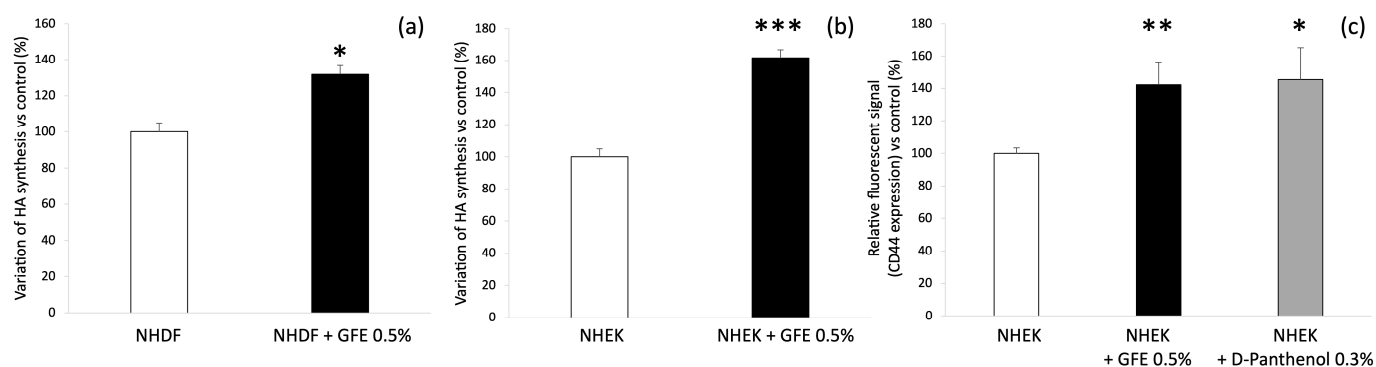 (a)
Variation of HA synthesis vs control (%)
160
140
120
100
80
60
40
20
0
*
NHDF
NHDF + GFE 0.5%
(b)
Variation of HA synthesis vs control (%)
180
160
140
120
100
80
60
40
20
0
***
NHEK
NHEK + GFE 0.5%
(c)
Relative fluorescent signal
(CD44 expression) vs control (%)
180
160
140
120
100
80
60
40
20
0
**
*
NHEK
NHEK
+ GFE 0.5%
NHEK
+ D-Panthenol 0.3%